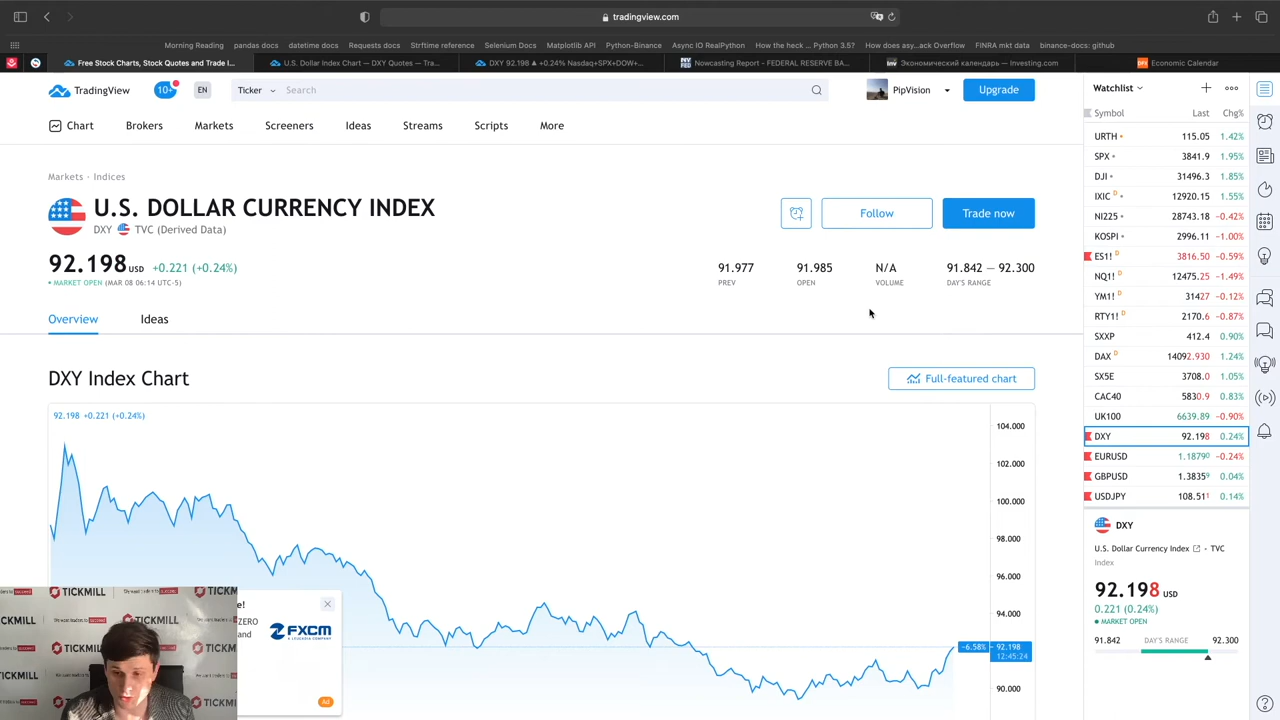 tradingview.com
Morning Reading pandas docs datetime docs Requests docs Strftime reference Selenium Docs Matplotlib API Python-Binance Async IO RealPython How the heck ... Python 3.5? How does asy...ack Overflow FINRA mkt data binance-docs: github
Free Stock Charts, Stock Quotes and Trade I... U.S. Dollar Index Chart — DXY Quotes — Tra... DXY 92.198 ▲ +0.24% Nasdaq+SPX+DOW+... Nowcasting Report - FEDERAL RESERVE BA... Экономический календарь — Investing.com Economic Calendar
TradingView 10+ EN Ticker Search PipVision Upgrade
Chart Brokers Markets Screeners Ideas Streams Scripts More
Markets · Indices
U.S. DOLLAR CURRENCY INDEX
DXY TVC (Derived Data)
Follow Trade now
92.198 USD +0.221 (+0.24%)
MARKET OPEN (MAR 08 06:14 UTC-5)
91.977 91.985 N/A 91.842 — 92.300
PREV OPEN VOLUME DAY'S RANGE
Overview Ideas
DXY Index Chart
Full-featured chart
92.198 +0.221 (+0.24%)
104.000
102.000
100.000
98.000
96.000
94.000
-6.58% 92.198
12:45:24
90.000
Watchlist
Symbol Last Chg%
URTH 115.05 1.42%
SPX 3841.9 1.95%
DJI 31496.3 1.85%
IXIC D 12920.15 1.55%
NI225 28743.18 −0.42%
KOSPI 2996.11 −1.00%
ES1! D 3816.50 −0.59%
NQ1! D 12475.25 −1.49%
YM1! D 31427 −0.12%
RTY1! D 2170.6 −0.87%
SXXP 412.4 0.90%
DAX D 14092.930 1.24%
SX5E 3708.0 1.05%
CAC40 5830.9 0.83%
UK100 6639.89 −0.90%
DXY 92.198 0.24%
EURUSD 1.18790 −0.24%
GBPUSD 1.38359 0.04%
USDJPY 108.511 0.14%
DXY
U.S. Dollar Currency Index · TVC
Index
92.198 USD
0.221 (0.24%)
MARKET OPEN
91.842 DAY'S RANGE 92.300
TICKMILL
TICKMILL
TICKMILL
TICKMILL
TICKMILL
e!
ZERO
and
FXCM
Ad